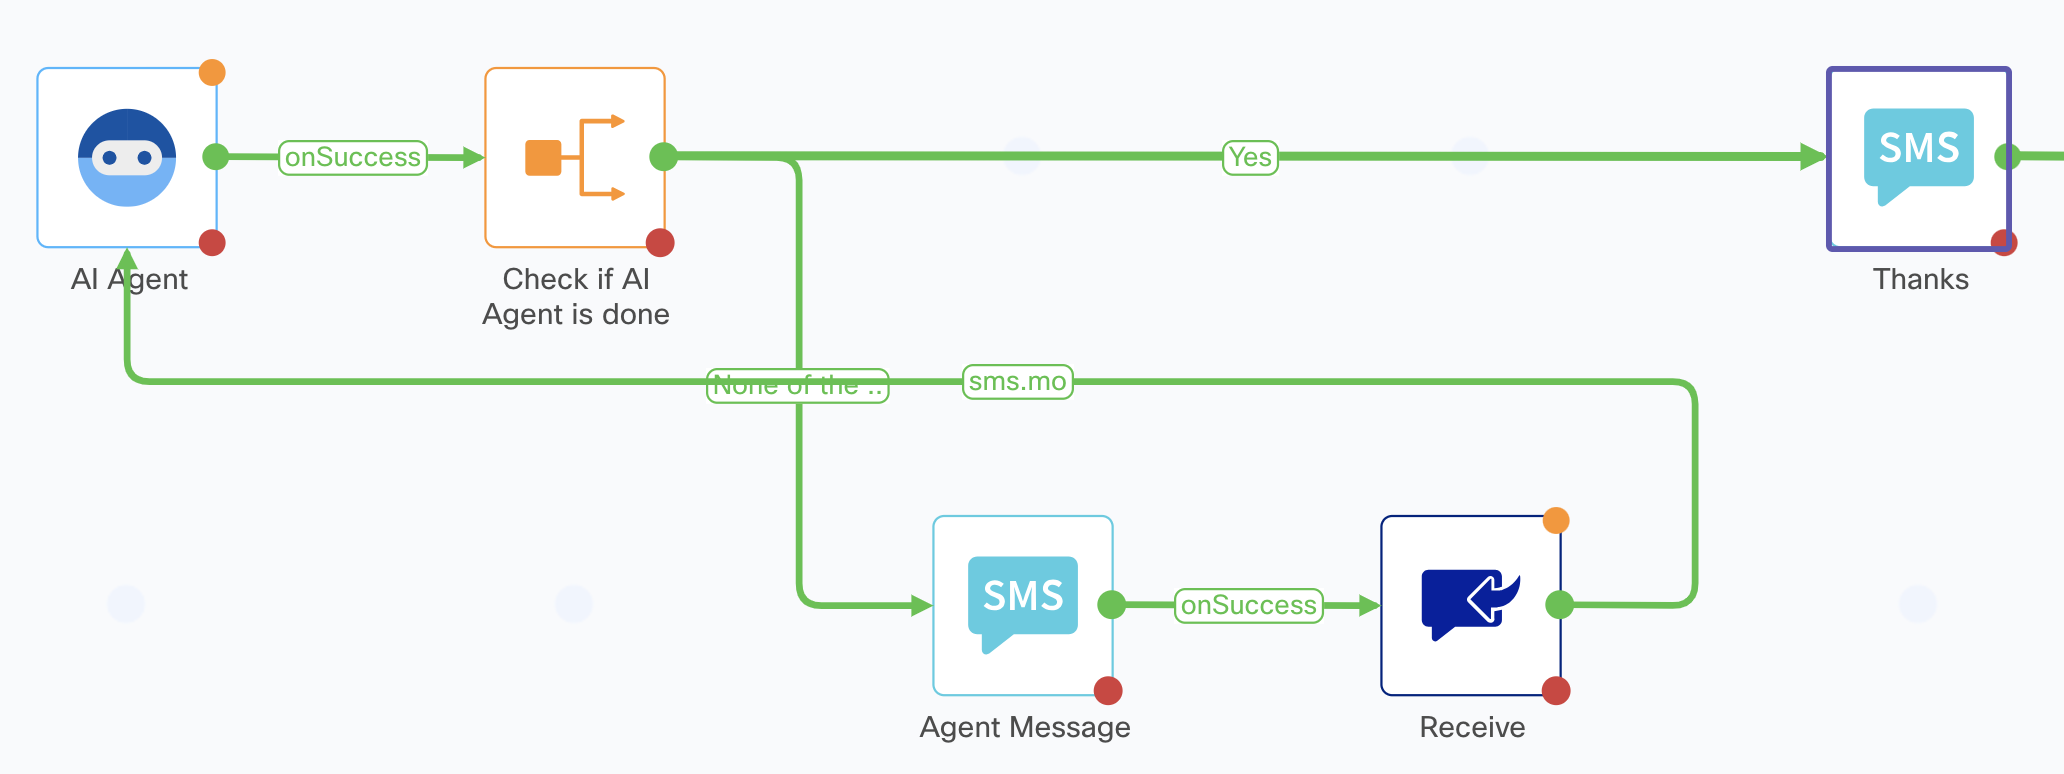 onSuccess
Yes
SMS
AI Agent
Check if AI
Agent is done
Thanks
None of the ..
sms.mo
SMS
onSuccess
Agent Message
Receive